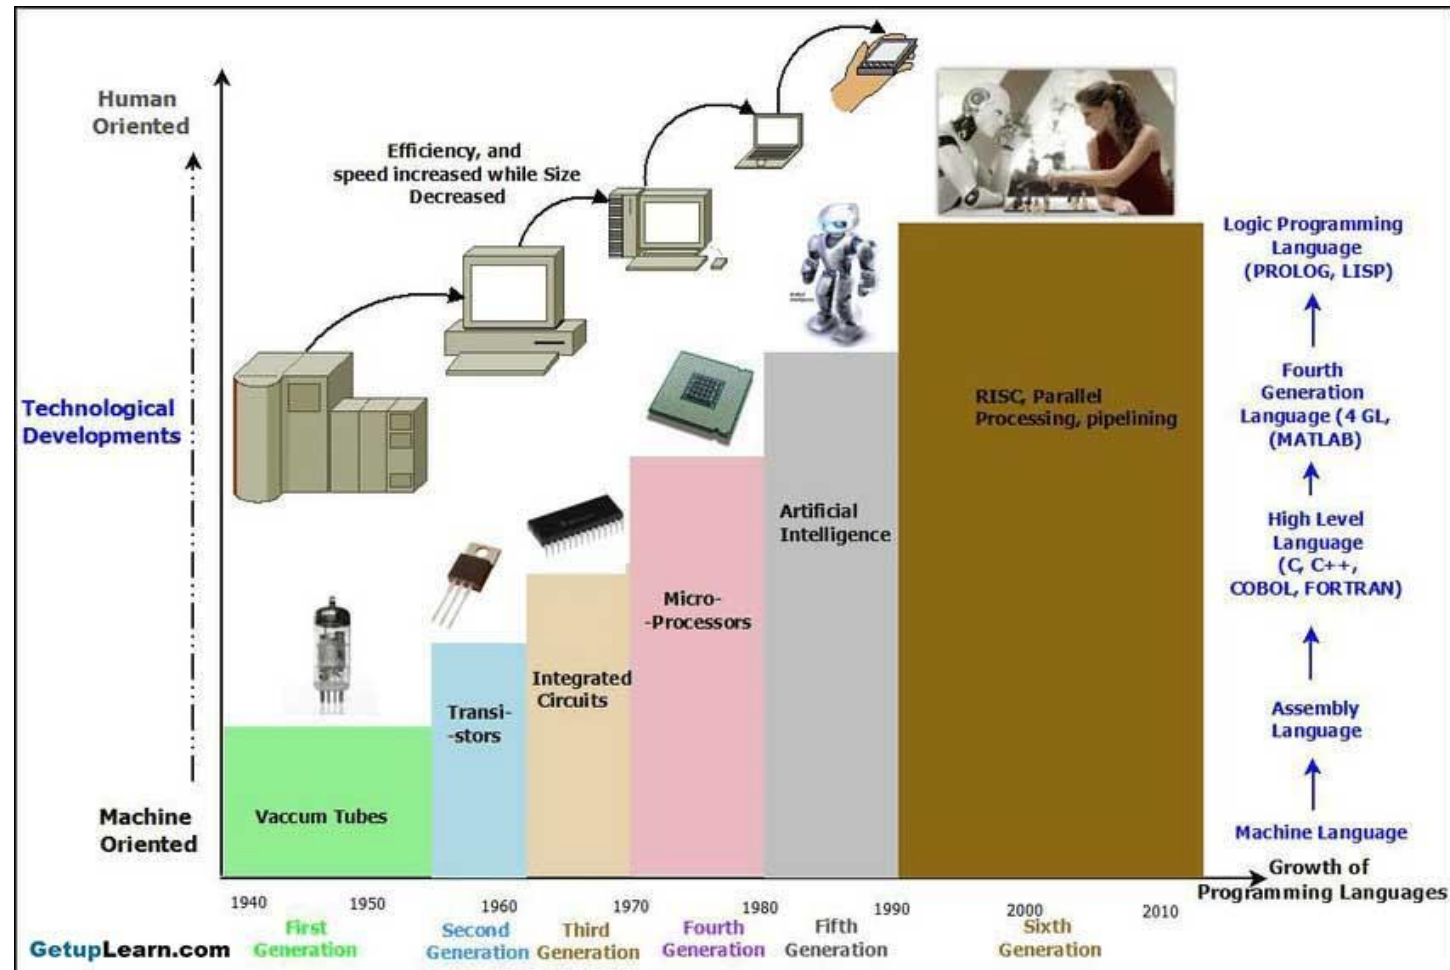 Human
Oriented
Efficiency, and
speed increased while Size
Decreased
Technological
Developments
Machine
Oriented
Vaccum Tubes
Transi-
-stors
Integrated
Circuits
Micro-
-Processors
Artificial
Intelligence
RISC, Parallel
Processing, pipelining
Logic Programming
Language
(PROLOG, LISP)
Fourth
Generation
Language (4 GL,
(MATLAB)
High Level
Language
(C, C++,
COBOL, FORTRAN)
Assembly
Language
Machine Language
Growth of
Programming Languages
1940 1950 1960 1970 1980 1990 2000 2010
First
Generation
Second
Generation
Third
Generation
Fourth
Generation
Fifth
Generation
Sixth
Generation
GetupLearn.com